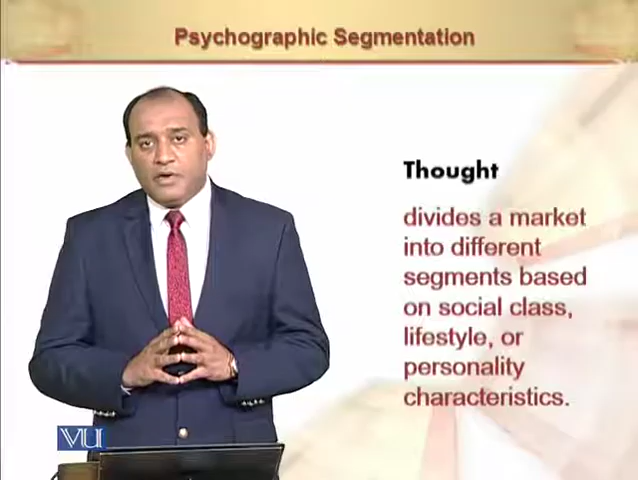 Psychographic Segmentation
Thought
divides a market
into different
segments based
on social class,
lifestyle, or
personality
characteristics.
VU